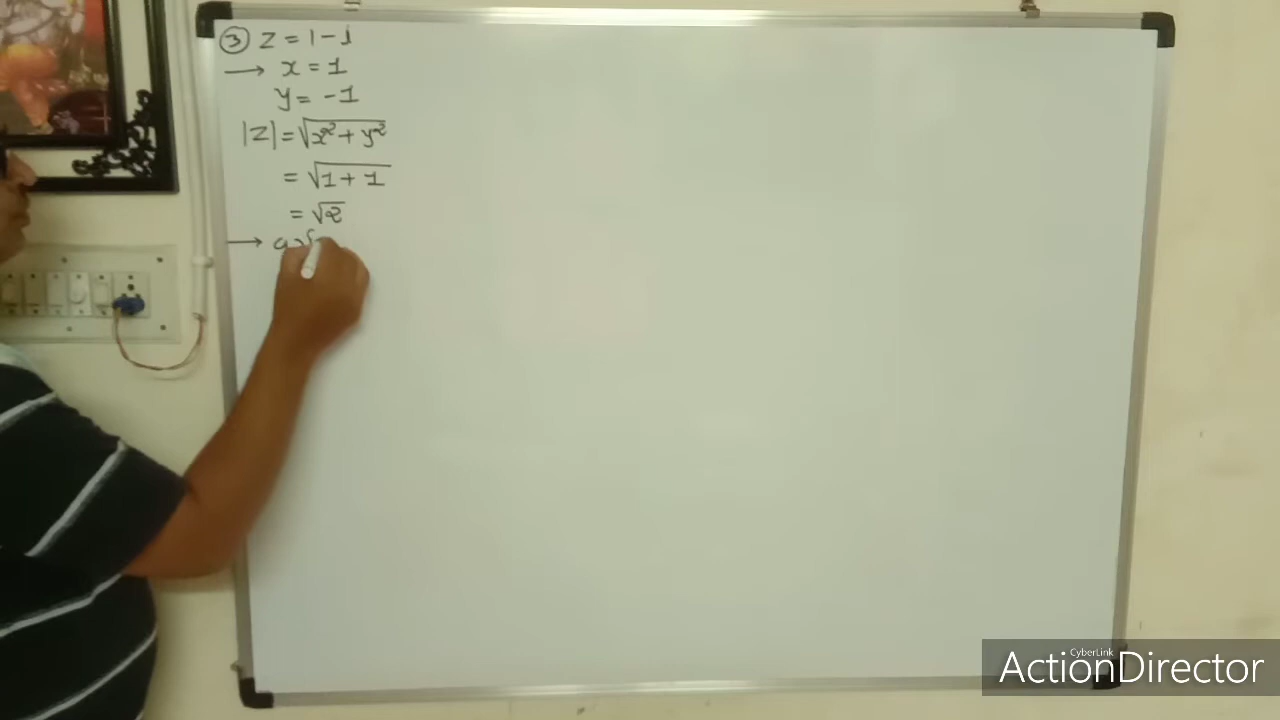 ③ z = 1 - i
→ x = 1
y = -1
|z| = √x²+y²
= √1+1
= √2
→
CyberLink
ActionDirector